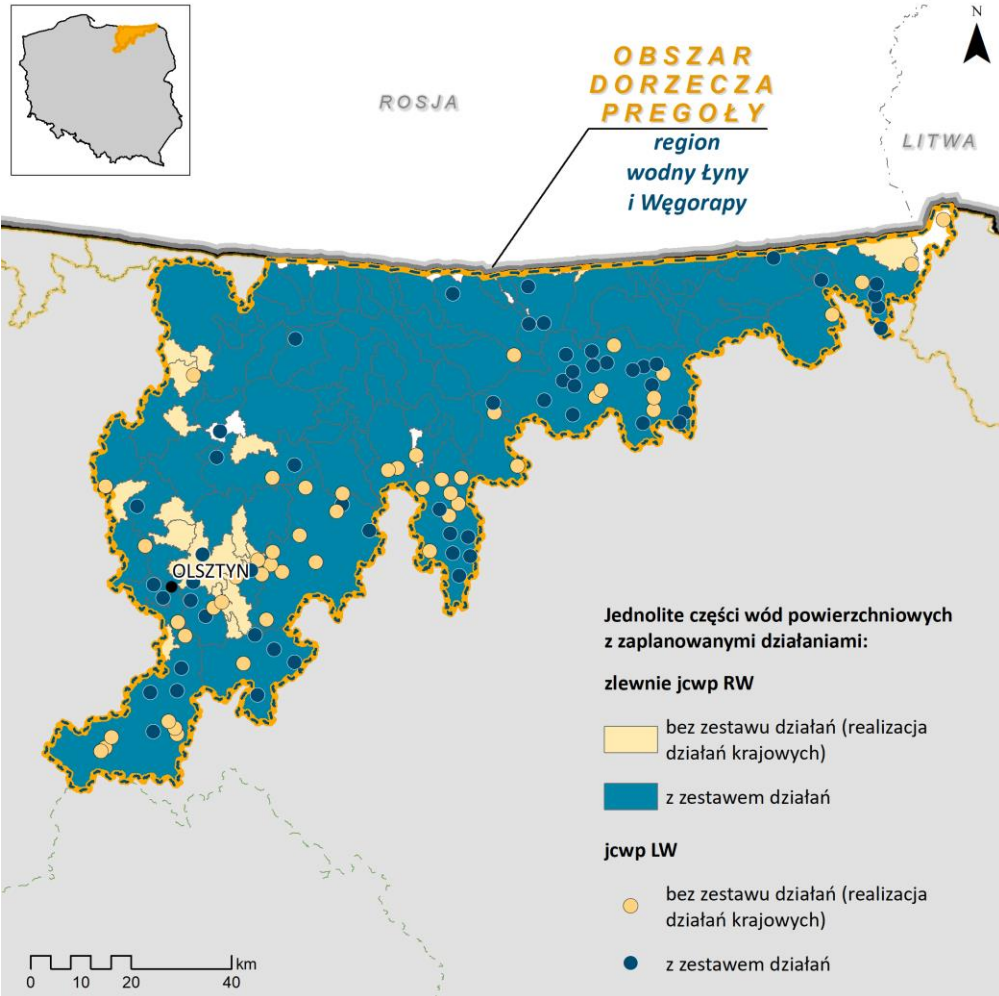 N
ROSJA
LITWA
OBSZAR
DORZECZA
PREGOŁY
region
wodny Łyny
i Węgorapy
OLSZTYN
Jednolite części wód powierzchniowych
z zaplanowanymi działaniami:
zlewnie jcwp RW
bez zestawu działań (realizacja
działań krajowych)
z zestawem działań
jcwp LW
bez zestawu działań (realizacja
działań krajowych)
z zestawem działań
km
0 10 20 40